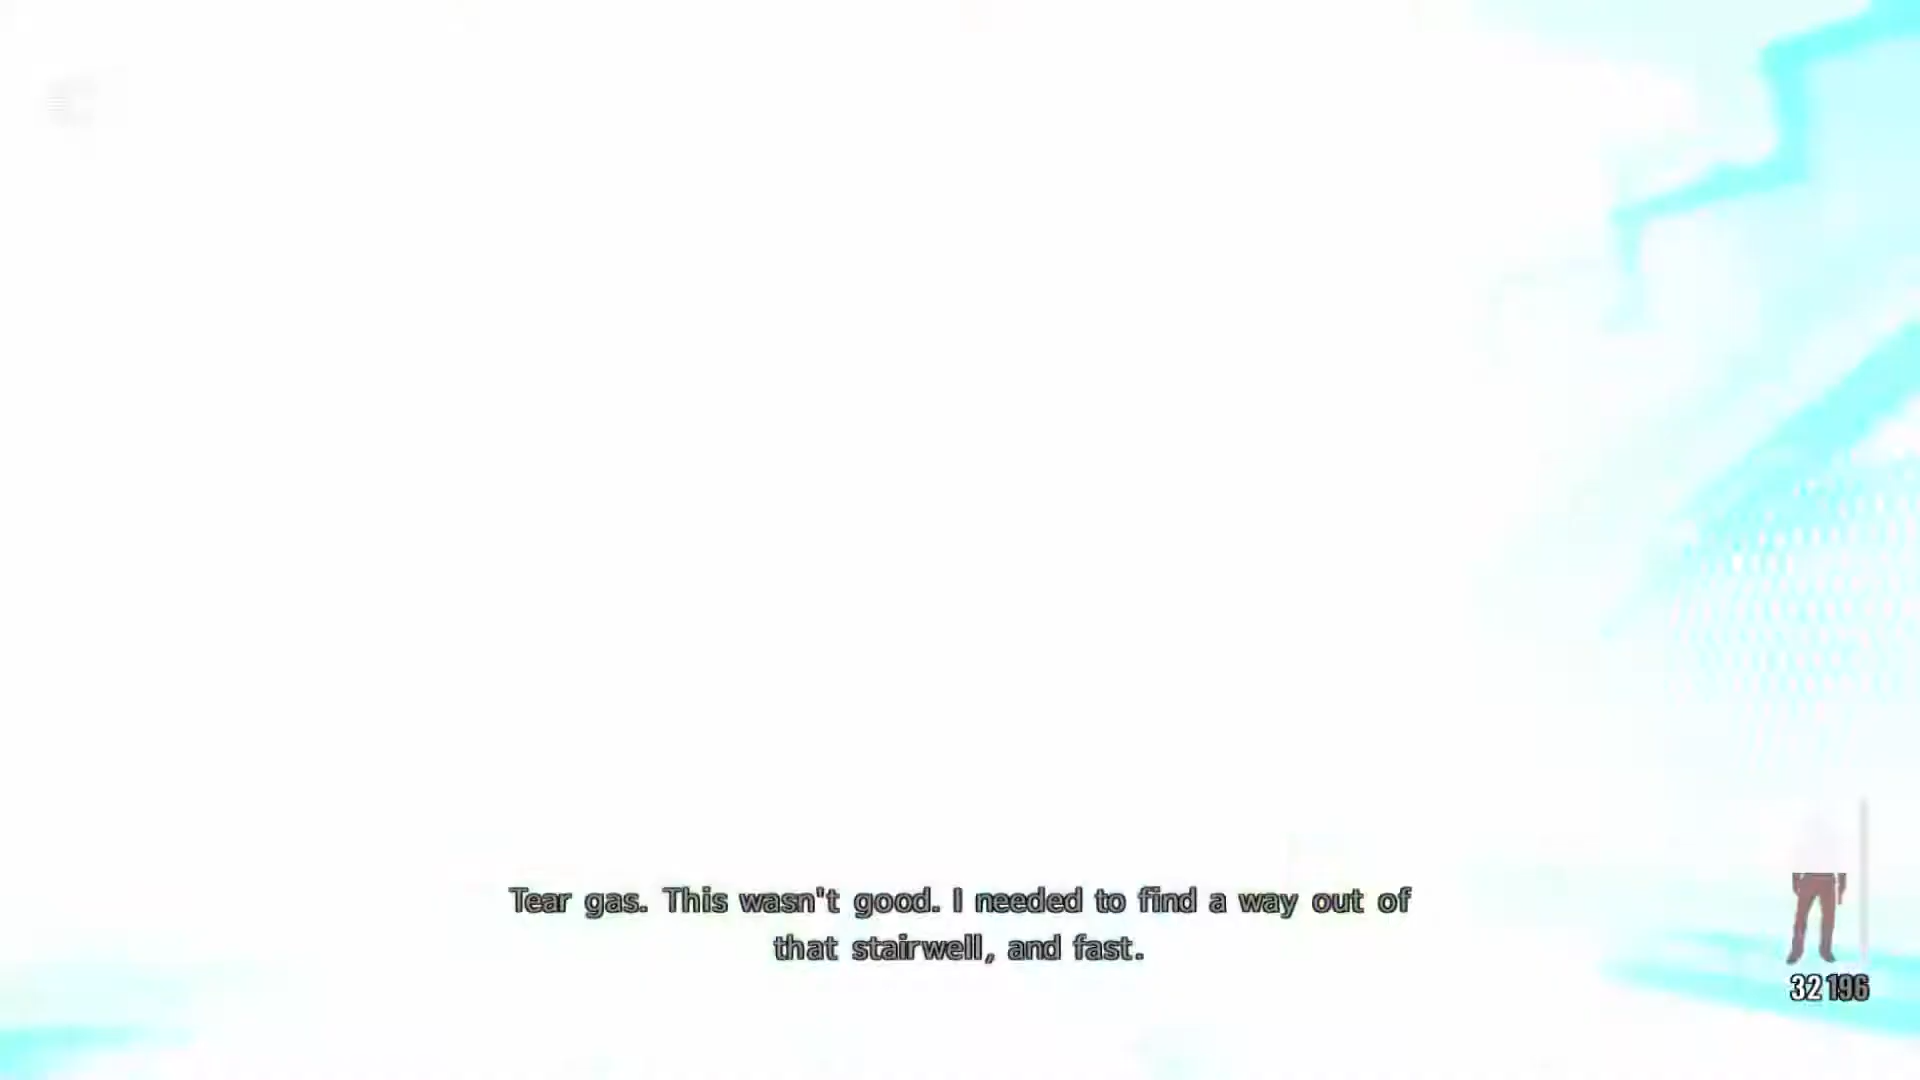 Tear gas. This wasn't good. I needed to find a way out of
that stairwell, and fast.
32 196